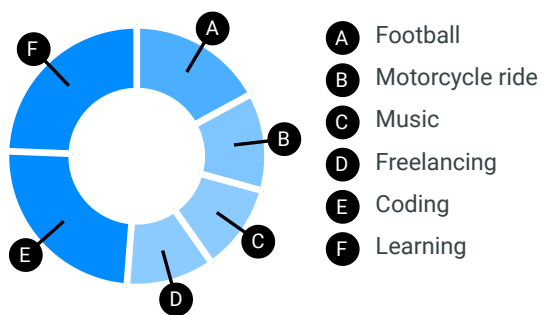 A
B
C
D
E
F
A Football
B Motorcycle ride
C Music
D Freelancing
E Coding
F Learning